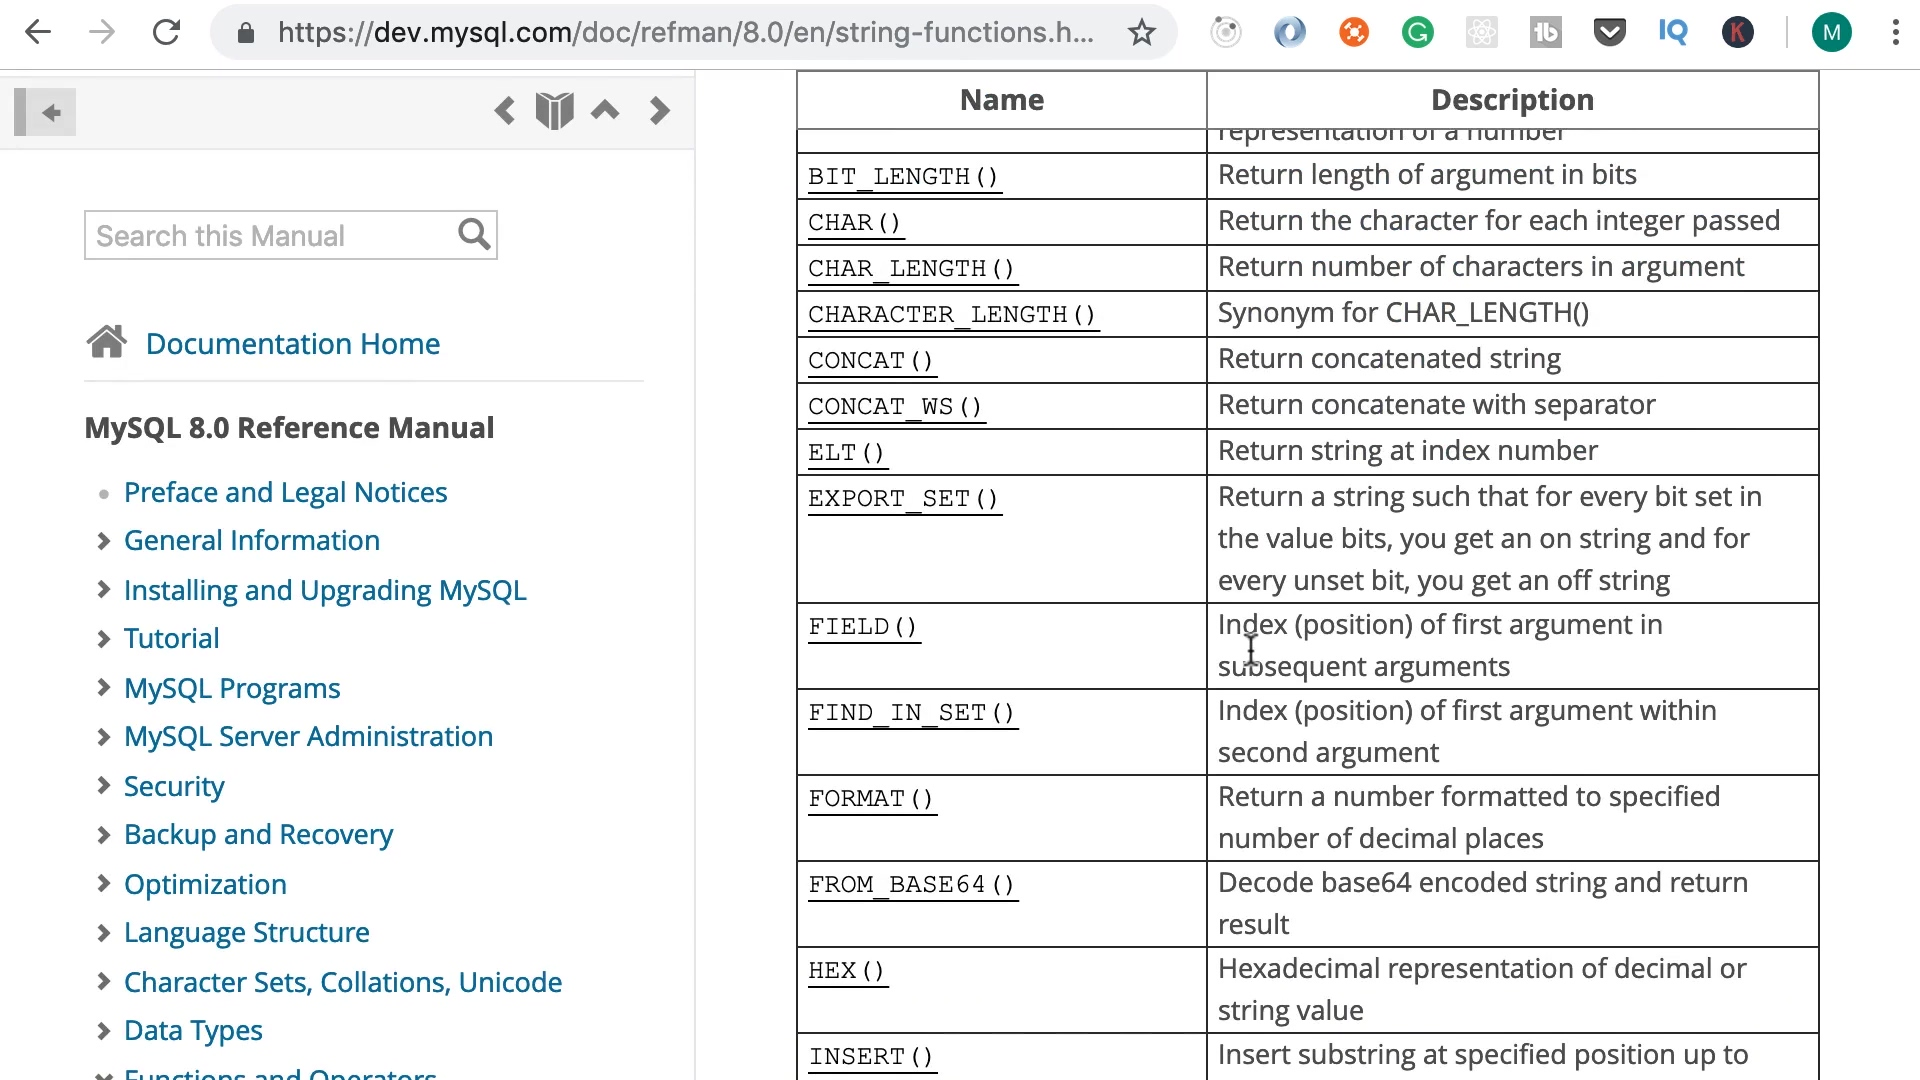 https://dev.mysql.com/doc/refman/8.0/en/string-functions.h...
tb
IQ
K
M
Search this Manual
Documentation Home
MySQL 8.0 Reference Manual
Preface and Legal Notices
General Information
Installing and Upgrading MySQL
Tutorial
MySQL Programs
MySQL Server Administration
Security
Backup and Recovery
Optimization
Language Structure
Character Sets, Collations, Unicode
Data Types
Functions and Operators
Name Description
representation of a number
BIT_LENGTH() Return length of argument in bits
CHAR() Return the character for each integer passed
CHAR_LENGTH() Return number of characters in argument
CHARACTER_LENGTH() Synonym for CHAR_LENGTH()
CONCAT() Return concatenated string
CONCAT_WS() Return concatenate with separator
ELT() Return string at index number
EXPORT_SET() Return a string such that for every bit set in
the value bits, you get an on string and for
every unset bit, you get an off string
FIELD() Index (position) of first argument in
subsequent arguments
FIND_IN_SET() Index (position) of first argument within
second argument
FORMAT() Return a number formatted to specified
number of decimal places
FROM_BASE64() Decode base64 encoded string and return
result
HEX() Hexadecimal representation of decimal or
string value
INSERT() Insert substring at specified position up to